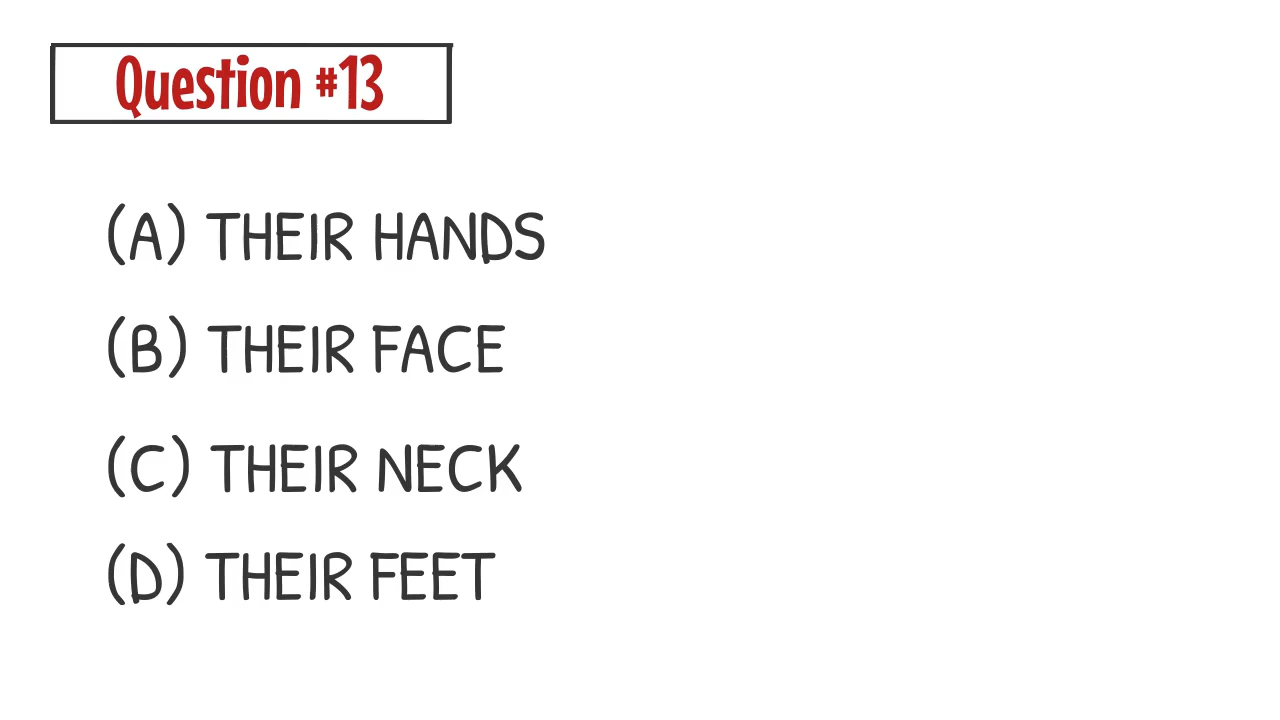 Question #13
(A) THEIR HANDS
(B) THEIR FACE
(C) THEIR NECK
(D) THEIR FEET